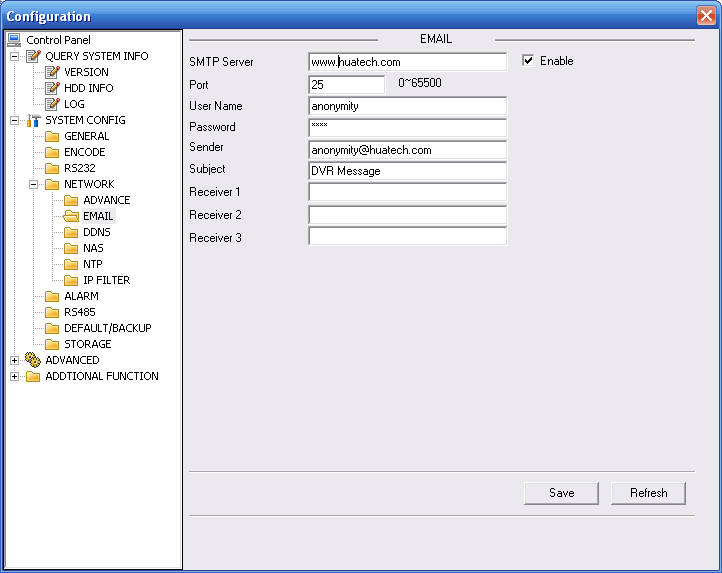 Configuration
Control Panel
QUERY SYSTEM INFO
VERSION
HDD INFO
LOG
SYSTEM CONFIG
GENERAL
ENCODE
RS232
NETWORK
ADVANCE
EMAIL
DDNS
NAS
NTP
IP FILTER
ALARM
RS485
DEFAULT/BACKUP
STORAGE
ADVANCED
ADDTIONAL FUNCTION
EMAIL
SMTP Server www.huatech.com Enable
Port 25 0~65500
User Name anonymity
Password ****
Sender anonymity@huatech.com
Subject DVR Message
Receiver 1
Receiver 2
Receiver 3
Save Refresh